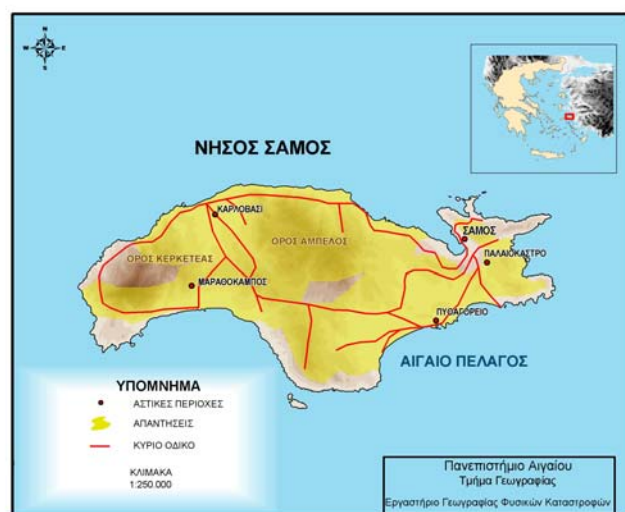 N
W E
S
ΝΗΣΟΣ ΣΑΜΟΣ
ΚΑΡΛΟΒΑΣΙ
ΣΑΜΟΣ
ΟΡΟΣ ΑΜΠΕΛΟΣ
ΠΑΛΑΙΟΚΑΣΤΡΟ
ΟΡΟΣ ΚΕΡΚΕΤΕΑΣ
ΜΑΡΑΘΟΚΑΜΠΟΣ
ΠΥΘΑΓΟΡΕΙΟ
ΑΙΓΑΙΟ ΠΕΛΑΓΟΣ
ΥΠΟΜΝΗΜΑ
ΑΣΤΙΚΕΣ ΠΕΡΙΟΧΕΣ
ΑΠΑΝΤΗΣΕΙΣ
ΚΥΡΙΟ ΟΔΙΚΟ
ΚΛΙΜΑΚΑ
1:250.000
Πανεπιστήμιο Αιγαίου
Τμήμα Γεωγραφίας
Εργαστήριο Γεωγραφίας Φυσικών Καταστροφών